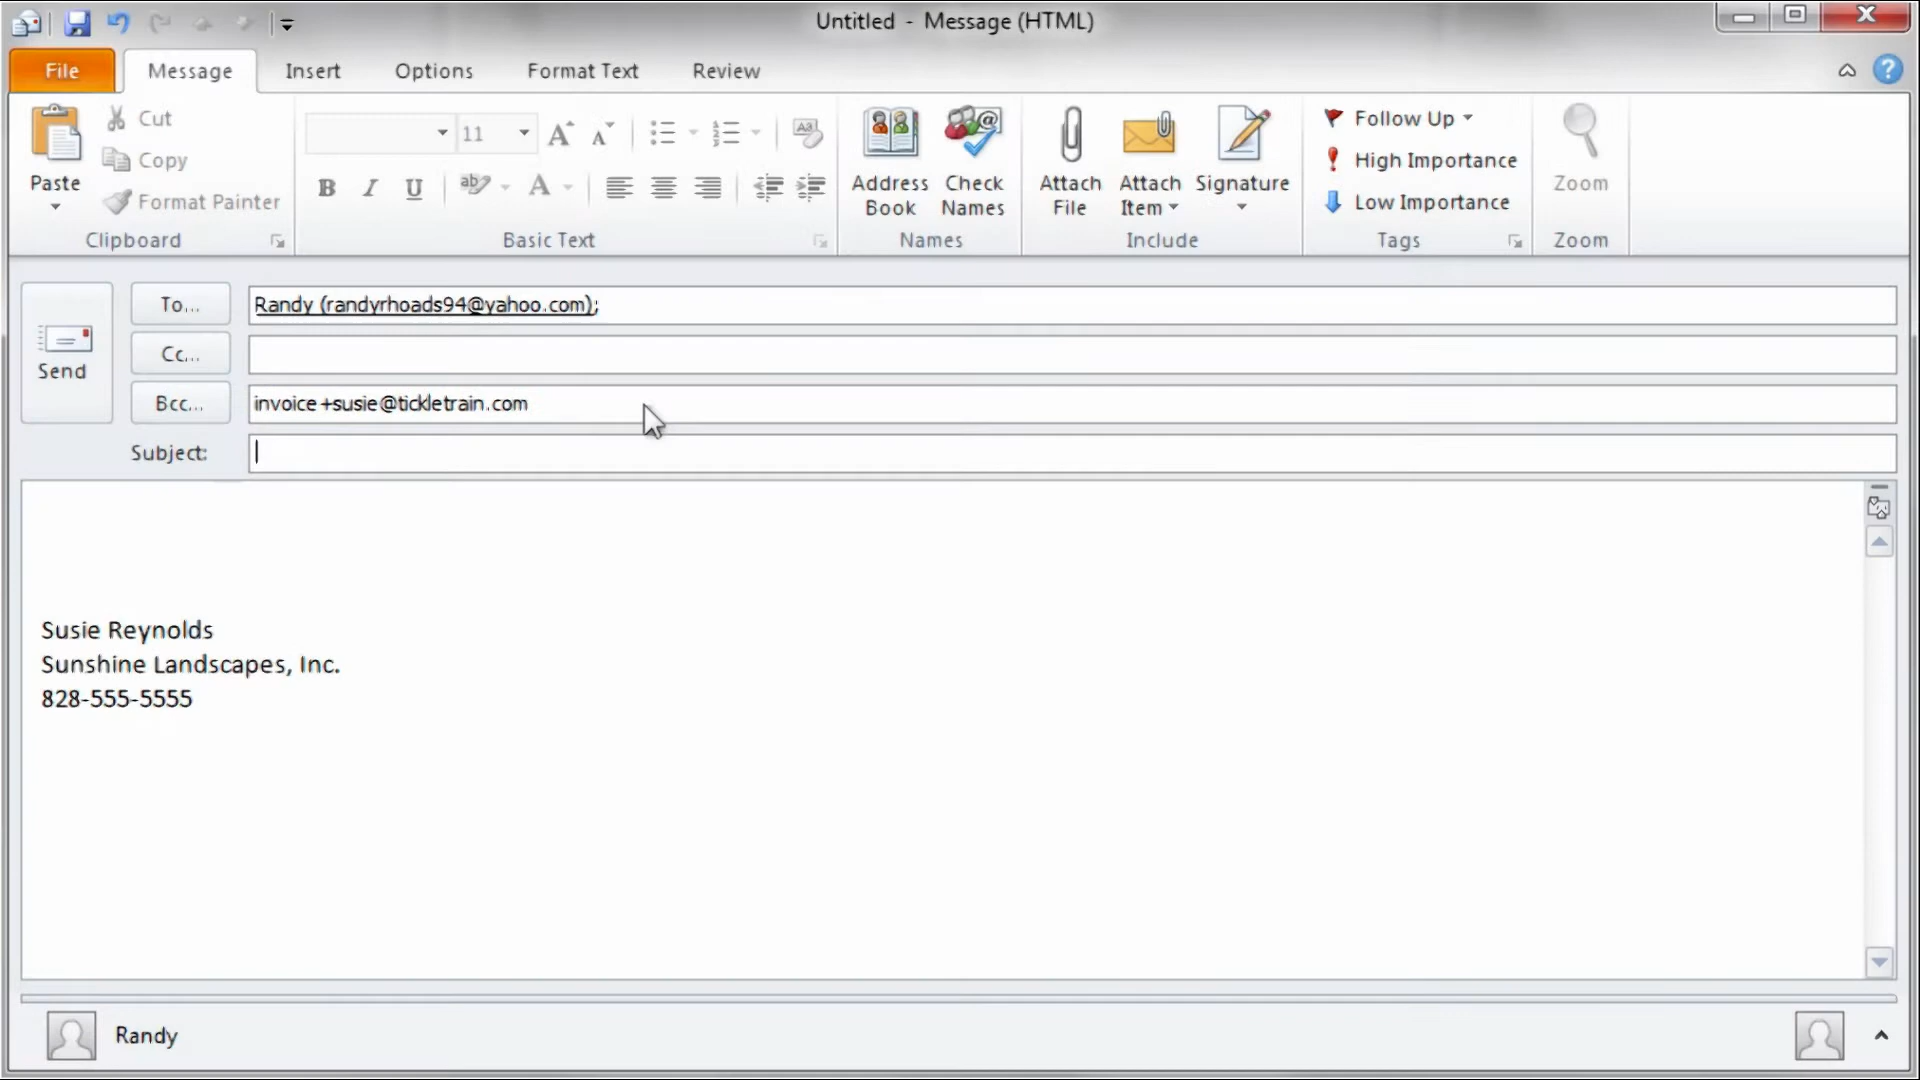 Untitled - Message (HTML)
File Message Insert Options Format Text Review
Paste
Cut
Copy
Format Painter
Clipboard
11
Basic Text
Address Book
Check Names
Names
Attach File
Attach Item
Signature
Include
Follow Up
High Importance
Low Importance
Tags
Zoom
Zoom
Send
To... Randy (randyrhoads94@yahoo.com);
Cc...
Bcc... invoice+susie@tickletrain.com
Subject:
Susie Reynolds
Sunshine Landscapes, Inc.
828-555-5555
Randy